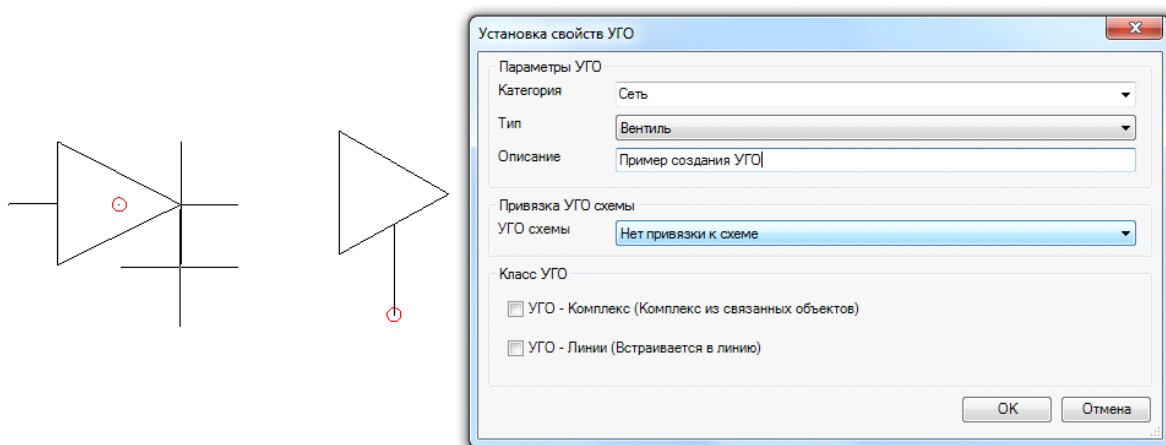 Установка свойств УГО
Параметры УГО
Категория Сеть
Тип Вентиль
Описание Пример создания УГО
Привязка УГО схемы
УГО схемы Нет привязки к схеме
Класс УГО
УГО - Комплекс (Комплекс из связанных объектов)
УГО - Линии (Встраивается в линию)
OK Отмена